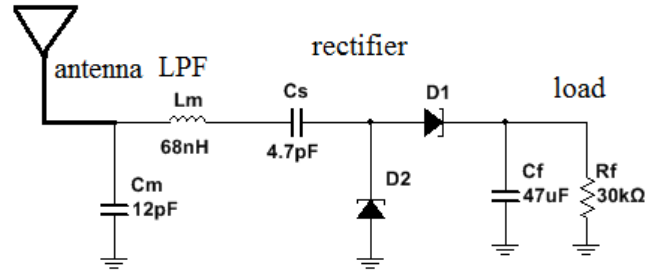 rectifier
antenna LPF
load
Lm
68nH
Cs
4.7pF
D1
D2
Cm
12pF
Cf
47uF
Rf
30kΩ